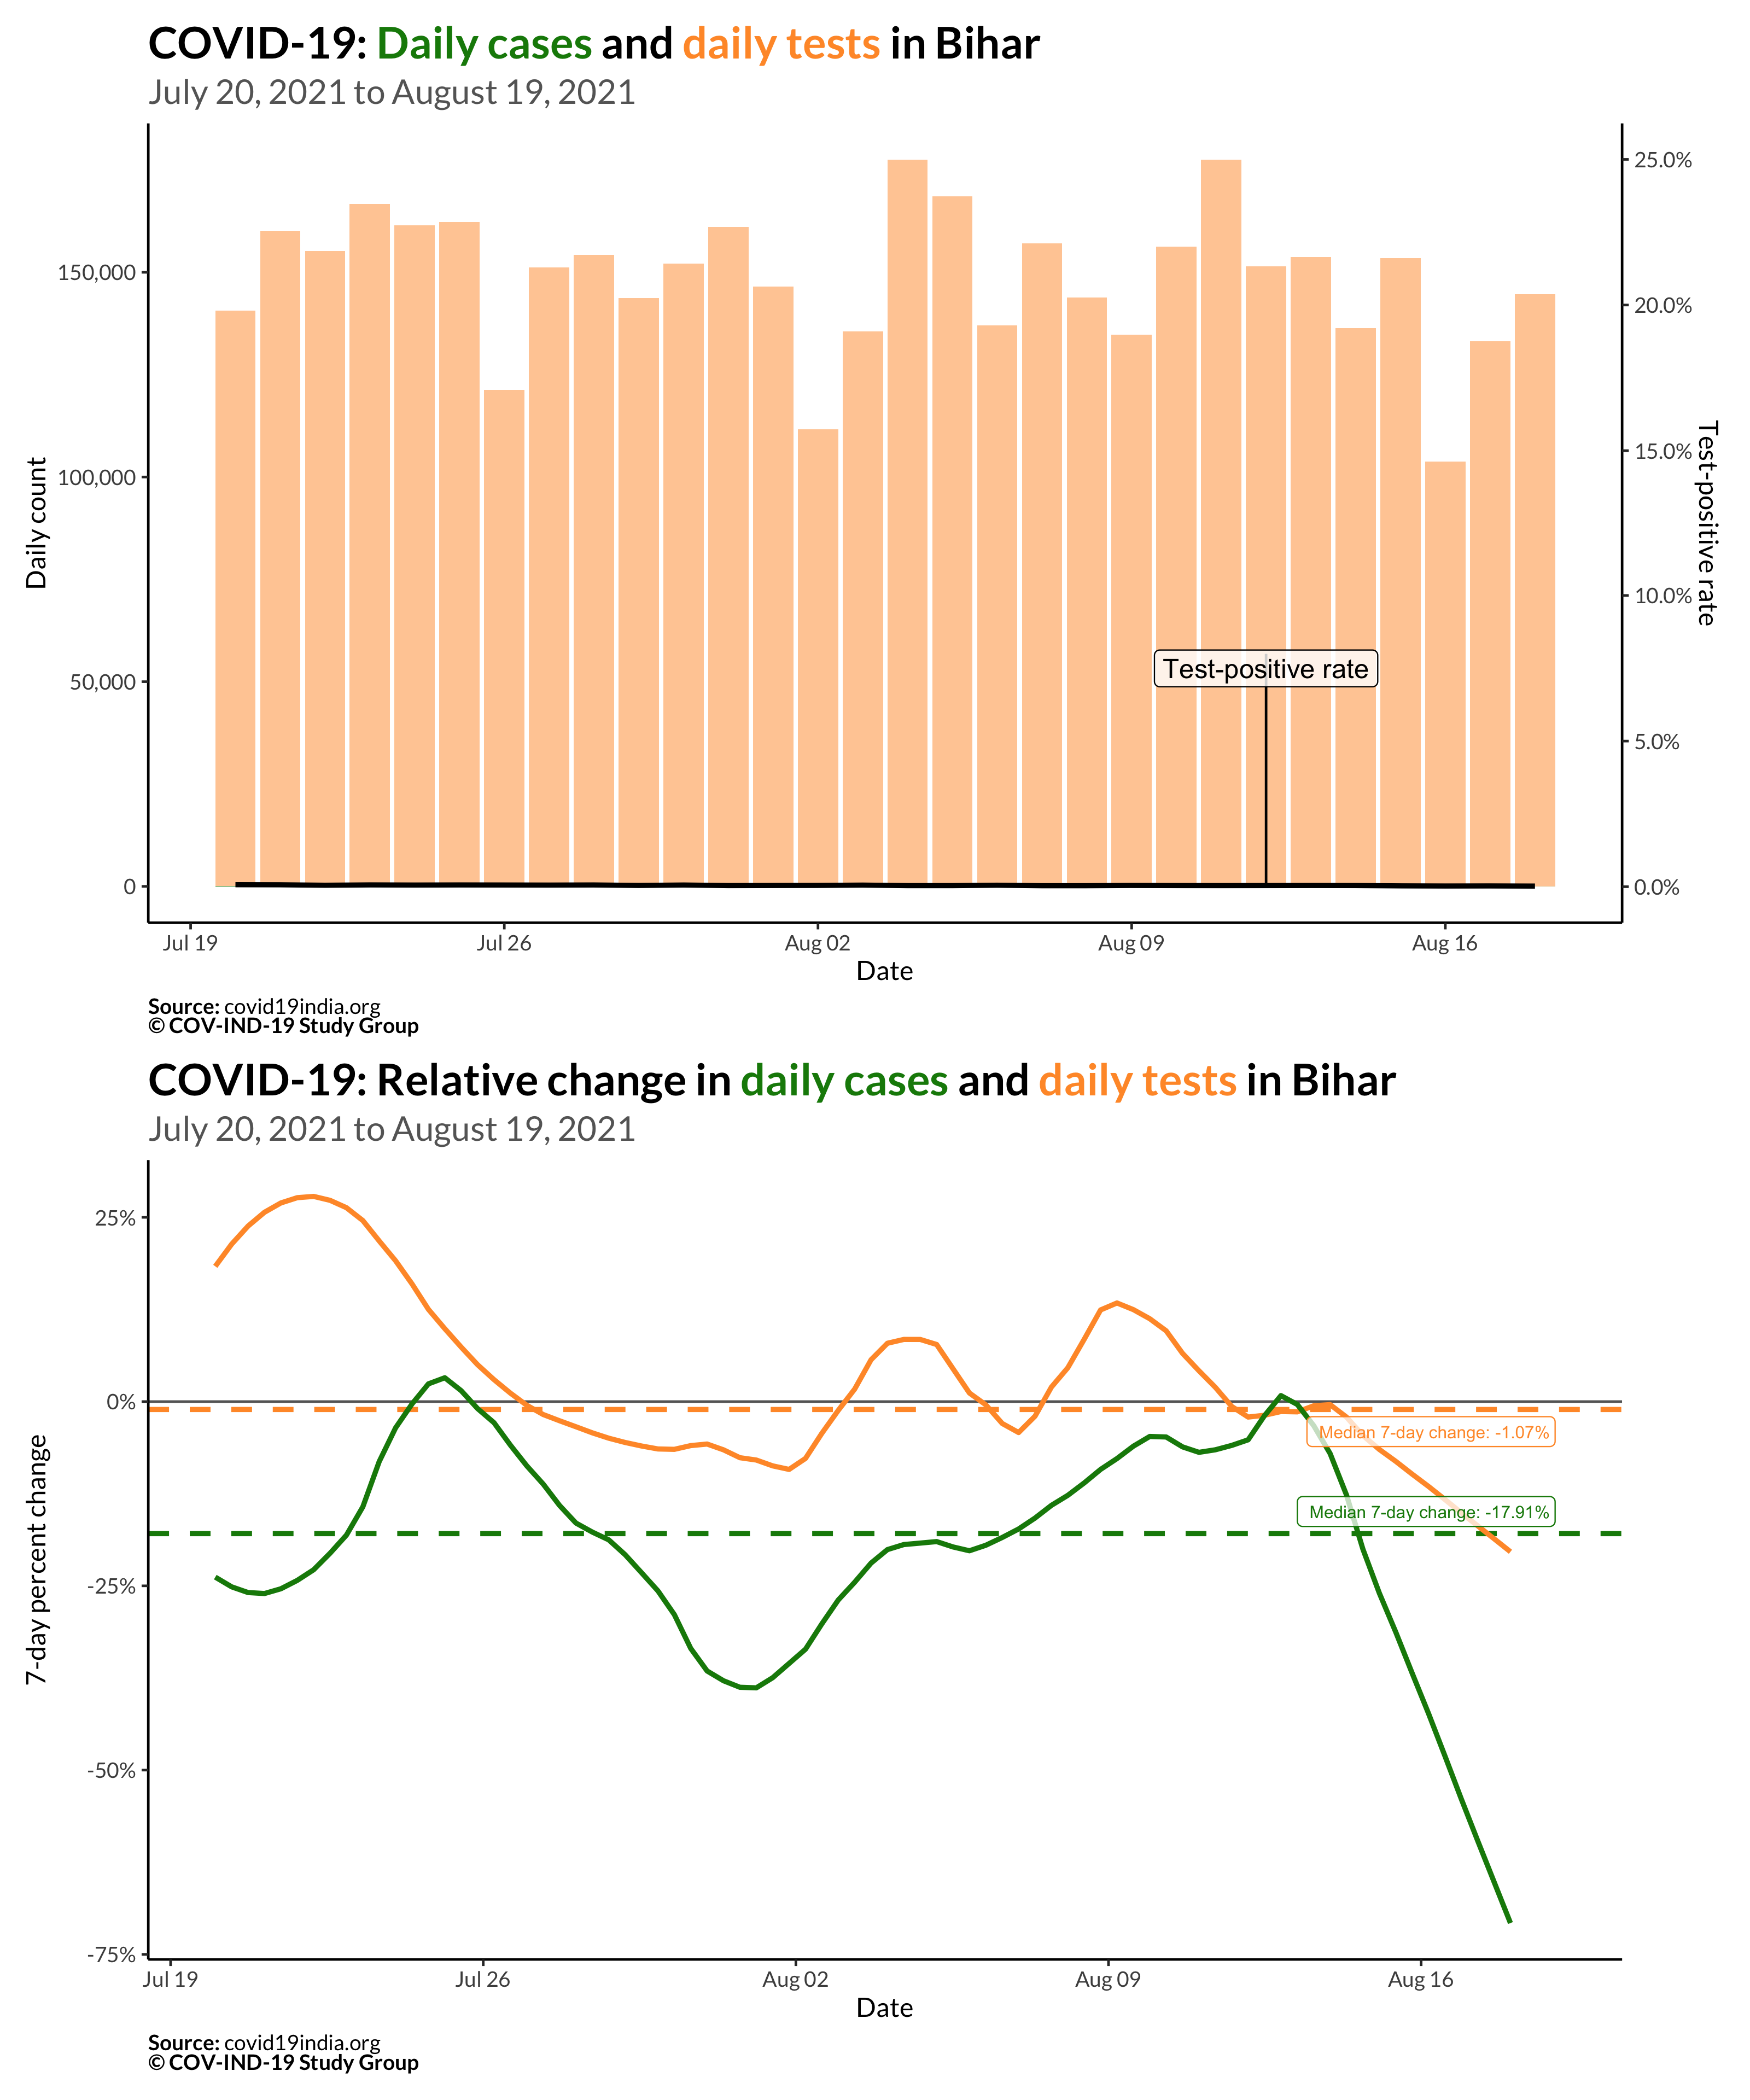 COVID-19: Daily cases and daily tests in Bihar
July 20, 2021 to August 19, 2021
Daily count
150,000
100,000
50,000
0
25.0%
20.0%
15.0%
10.0%
5.0%
0.0%
Test-positive rate
Test-positive rate
Jul 19
Jul 26
Aug 02
Aug 09
Aug 16
Date
Source: covid19india.org
© COV-IND-19 Study Group
COVID-19: Relative change in daily cases and daily tests in Bihar
July 20, 2021 to August 19, 2021
7-day percent change
25%
0%
-25%
-50%
-75%
Median 7-day change: -1.07%
Median 7-day change: -17.91%
Jul 19
Jul 26
Aug 02
Aug 09
Aug 16
Date
Source: covid19india.org
© COV-IND-19 Study Group